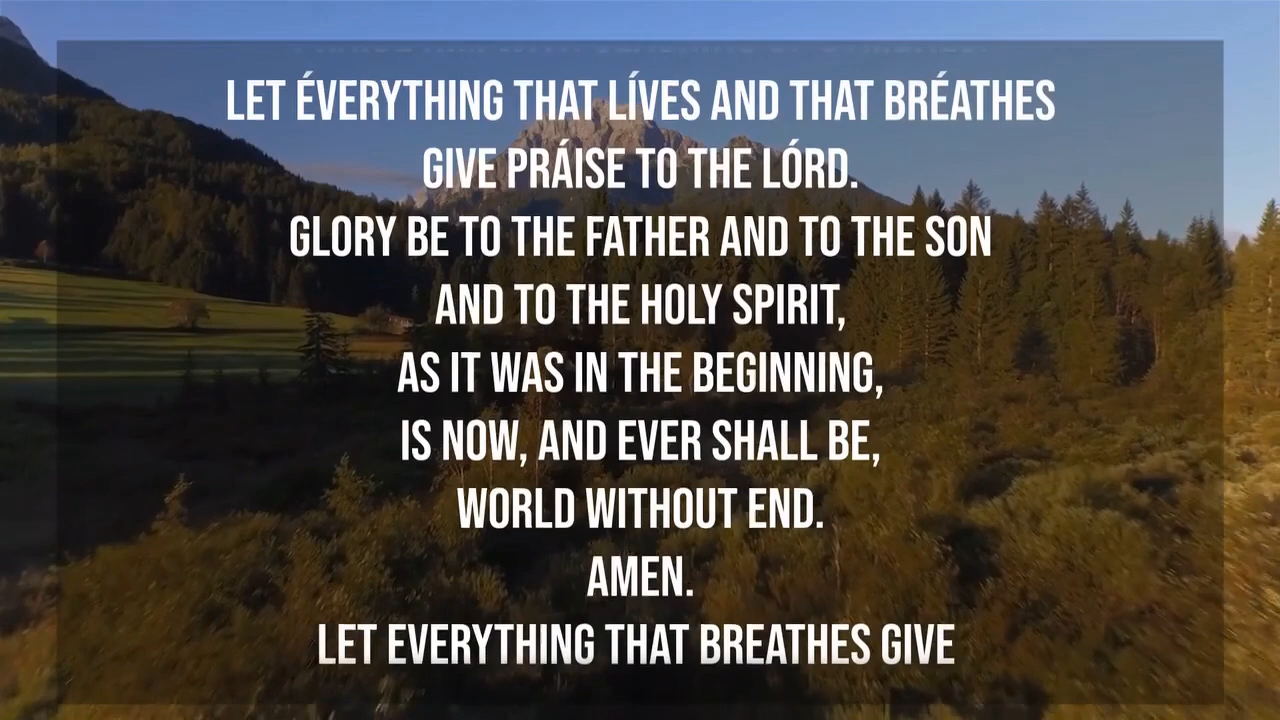 LET ÉVERYTHING THAT LÍVES AND THAT BRÉATHES
GIVE PRÁISE TO THE LÓRD.
GLORY BE TO THE FATHER AND TO THE SON
AND TO THE HOLY SPIRIT,
AS IT WAS IN THE BEGINNING,
IS NOW, AND EVER SHALL BE,
WORLD WITHOUT END.
AMEN.
LET EVERYTHING THAT BREATHES GIVE